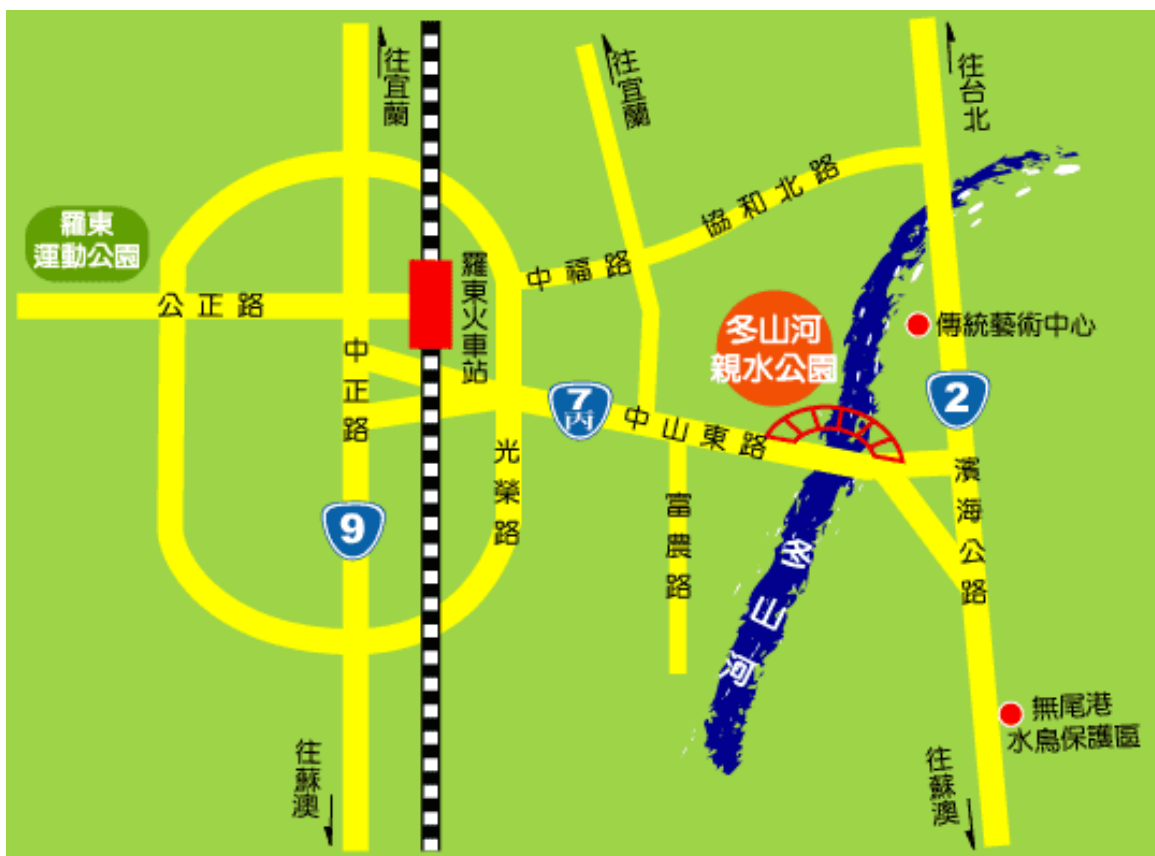 往宜蘭
往宜蘭
往台北
羅東
運動公園
協和北路
中福路
羅東火車站
公正路
冬山河
親水公園
傳統藝術中心
中正路
7
丙
2
中山東路
光榮路
濱海公路
富農路
9
冬山河
無尾港
水鳥保護區
往蘇澳
往蘇澳